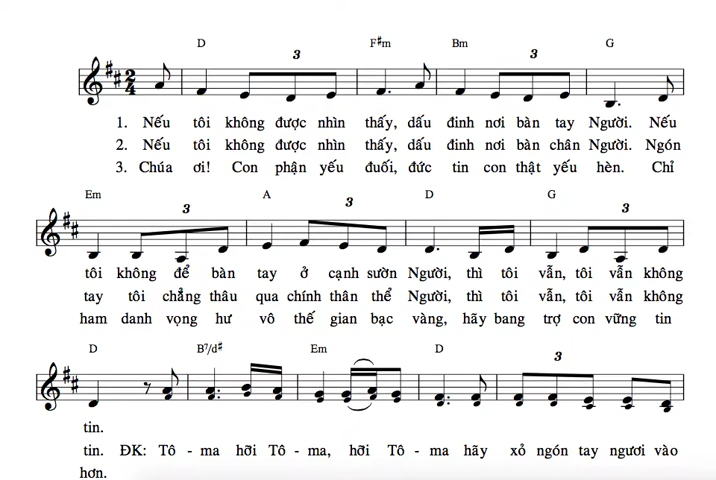 D F#m Bm G
3 3
1. Nếu tôi không được nhìn thấy, dấu đinh nơi bàn tay Người. Nếu
2. Nếu tôi không được nhìn thấy, dấu đinh nơi bàn chân Người. Ngón
3. Chúa ơi! Con phận yếu đuối, đức tin con thật yếu hèn. Chỉ
Em A D G
3 3 3
tôi không để bàn tay ở cạnh sườn Người, thì tôi vẫn, tôi vẫn không
tay tôi chẳng thâu qua chính thân thể Người, thì tôi vẫn, tôi vẫn không
ham danh vọng hư vô thế gian bạc vàng, hãy bang trợ con vững tin
D B7/d# Em D
3
tin.
tin. ĐK: Tô - ma hỡi Tô - ma, hỡi Tô - ma hãy xỏ ngón tay ngươi vào
hơn.